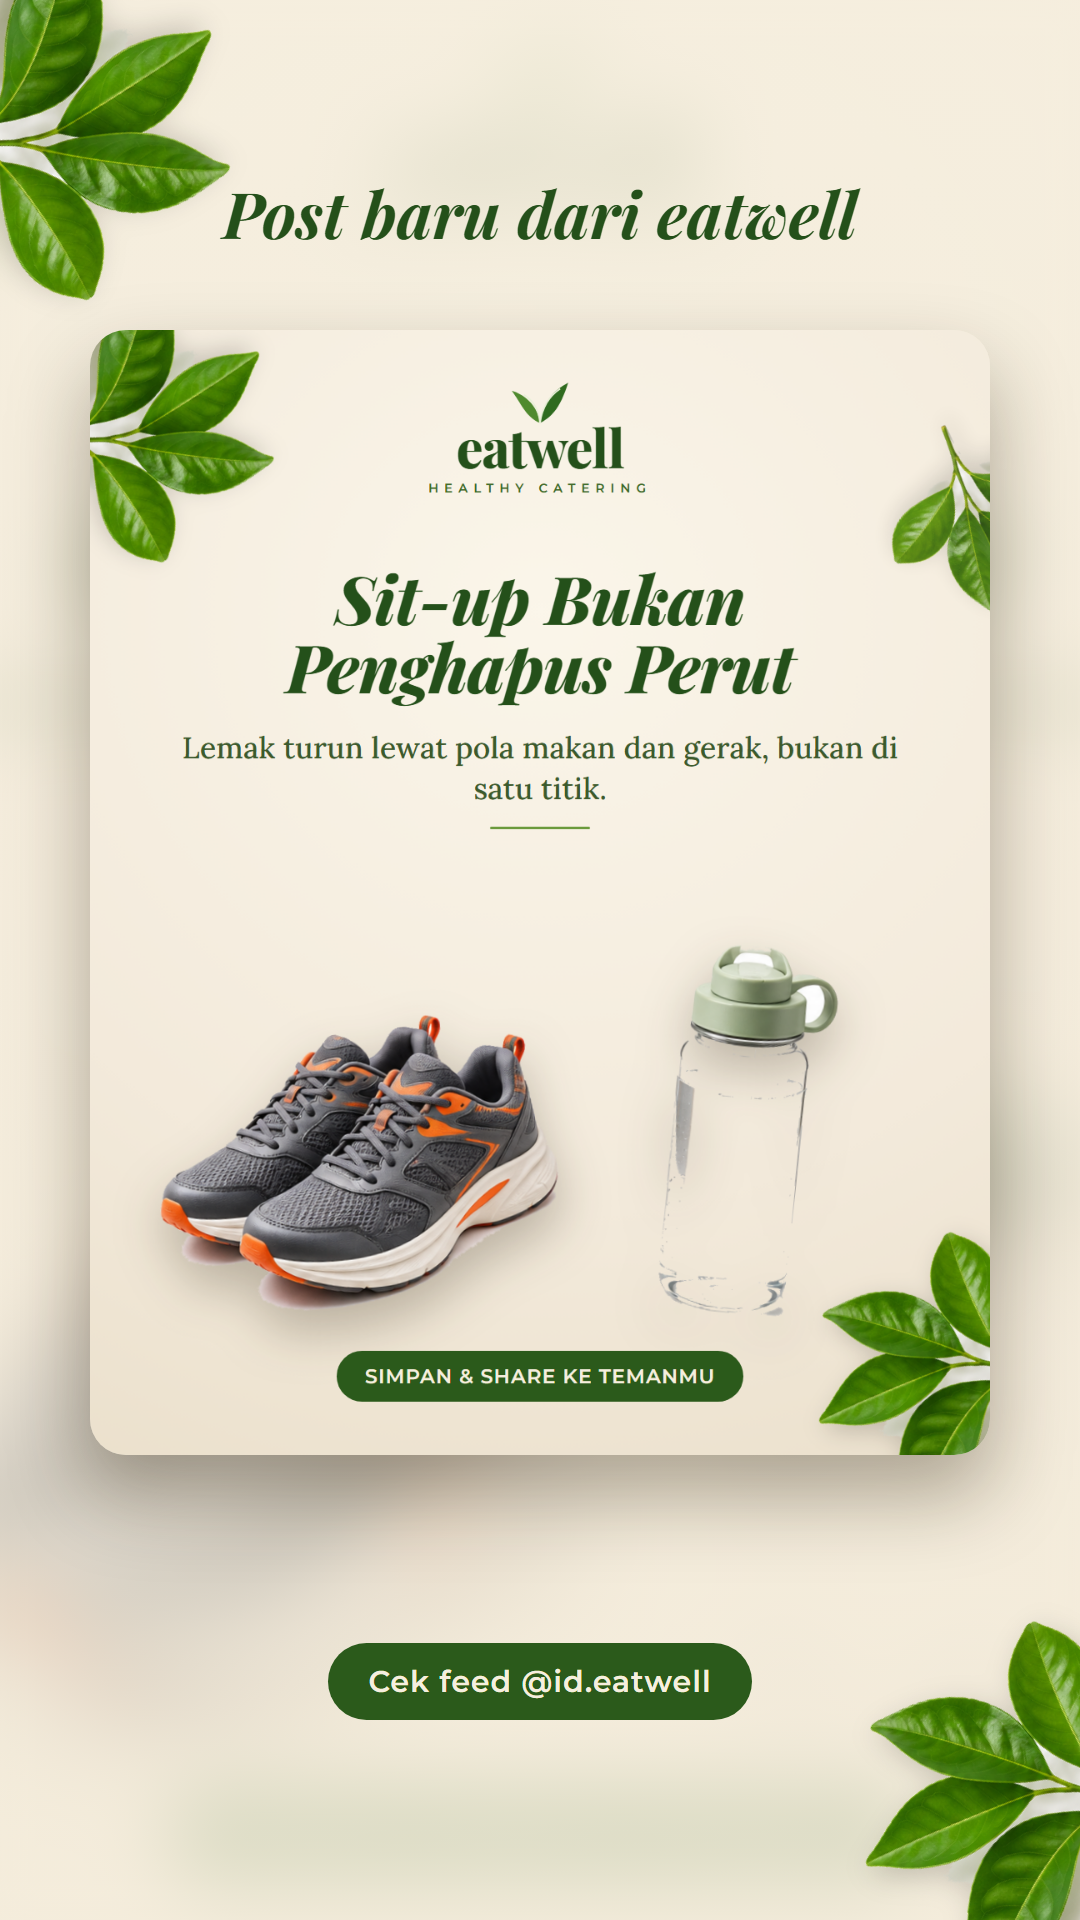 Post baru dari eatwell
eatwell
HEALTHY CATERING
Sit-up Bukan
Penghapus Perut
Lemak turun lewat pola makan dan gerak, bukan di
satu titik.
SIMPAN & SHARE KE TEMANMU
Cek feed @id.eatwell